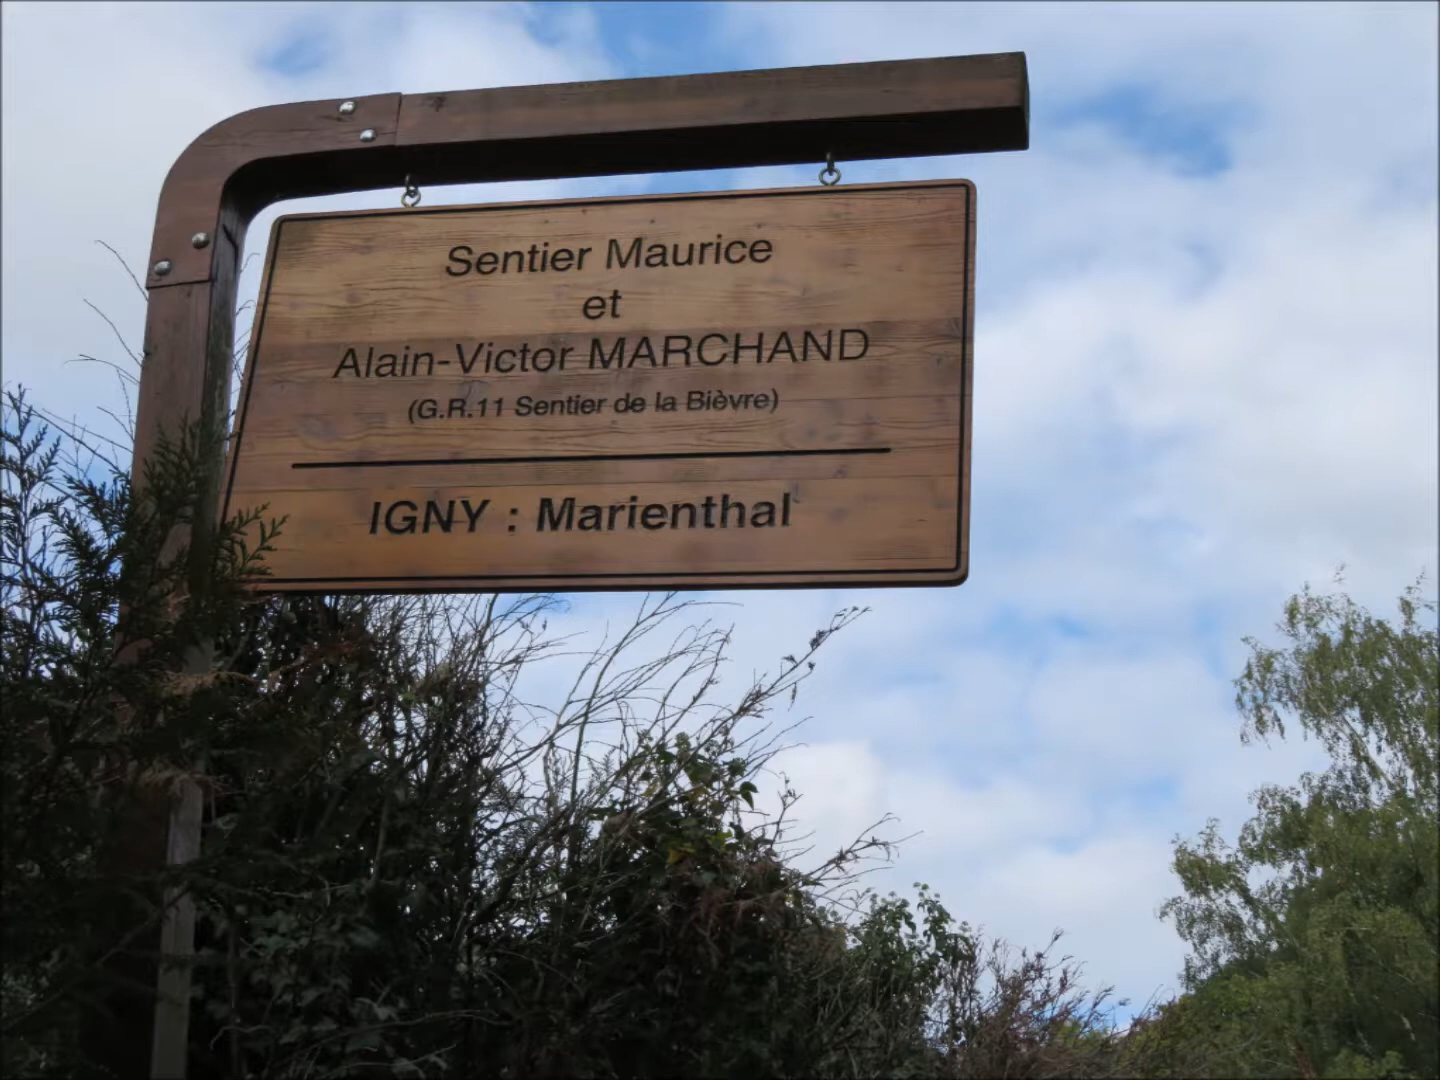 Sentier Maurice
et
Alain-Victor MARCHAND
(G.R.11 Sentier de la Bièvre)
IGNY : Marienthal